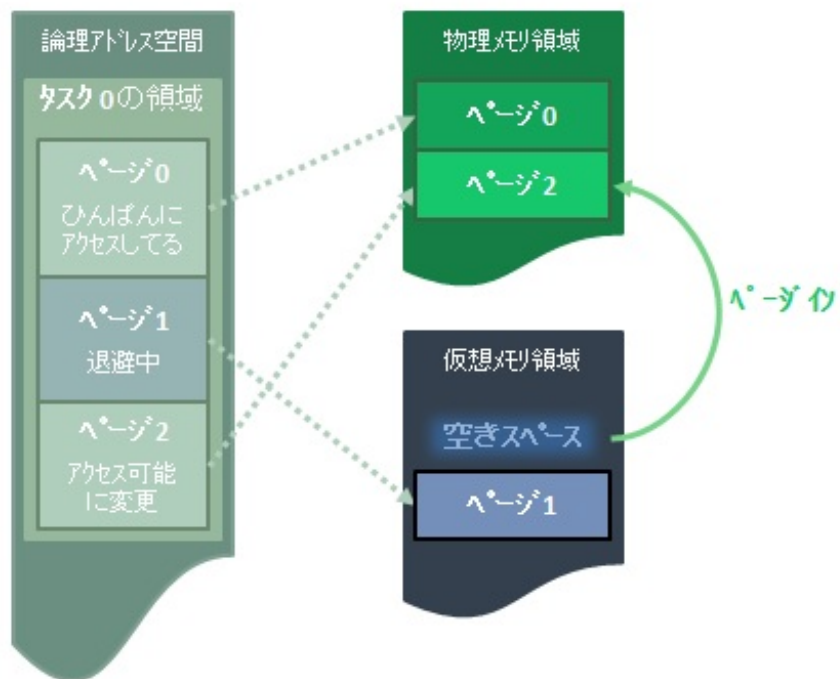 論理ｱﾄﾞﾚｽ空間
ﾀｽｸ0の領域
ﾍﾟｰｼﾞ0
ひんぱんに
ｱｸｾｽしてる
ﾍﾟｰｼﾞ1
退避中
ﾍﾟｰｼﾞ2
ｱｸｾｽ可能
に変更
物理ﾒﾓﾘ領域
ﾍﾟｰｼﾞ0
ﾍﾟｰｼﾞ2
ﾍﾟｰｼﾞｲﾝ
仮想ﾒﾓﾘ領域
空きｽﾍﾟｰｽ
ﾍﾟｰｼﾞ1